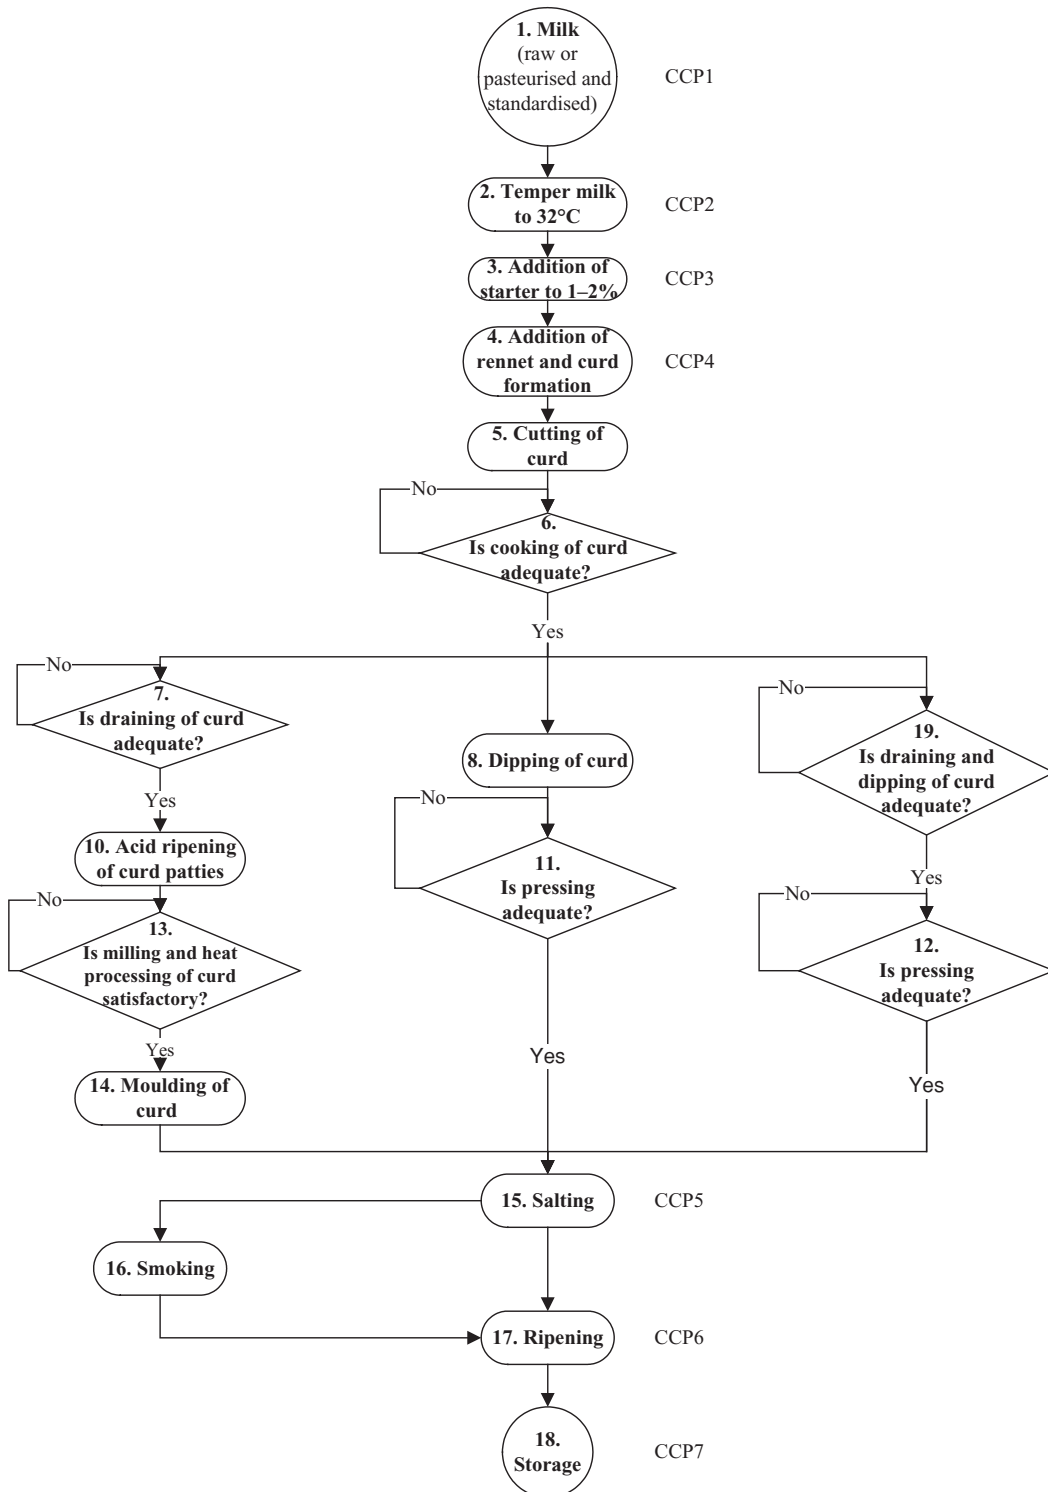 1. Milk
(raw or
pasteurised and
standardised)
CCP1
2. Temper milk
to 32°C
CCP2
3. Addition of
starter to 1–2%
CCP3
4. Addition of
rennet and curd
formation
CCP4
5. Cutting of
curd
No
6.
Is cooking of curd
adequate?
Yes
No
7.
Is draining of curd
adequate?
Yes
8. Dipping of curd
No
19.
Is draining and
dipping of curd
adequate?
Yes
10. Acid ripening
of curd patties
No
11.
Is pressing
adequate?
Yes
No
12.
Is pressing
adequate?
Yes
No
13.
Is milling and heat
processing of curd
satisfactory?
Yes
14. Moulding of
curd
15. Salting
CCP5
16. Smoking
17. Ripening
CCP6
18.
Storage
CCP7